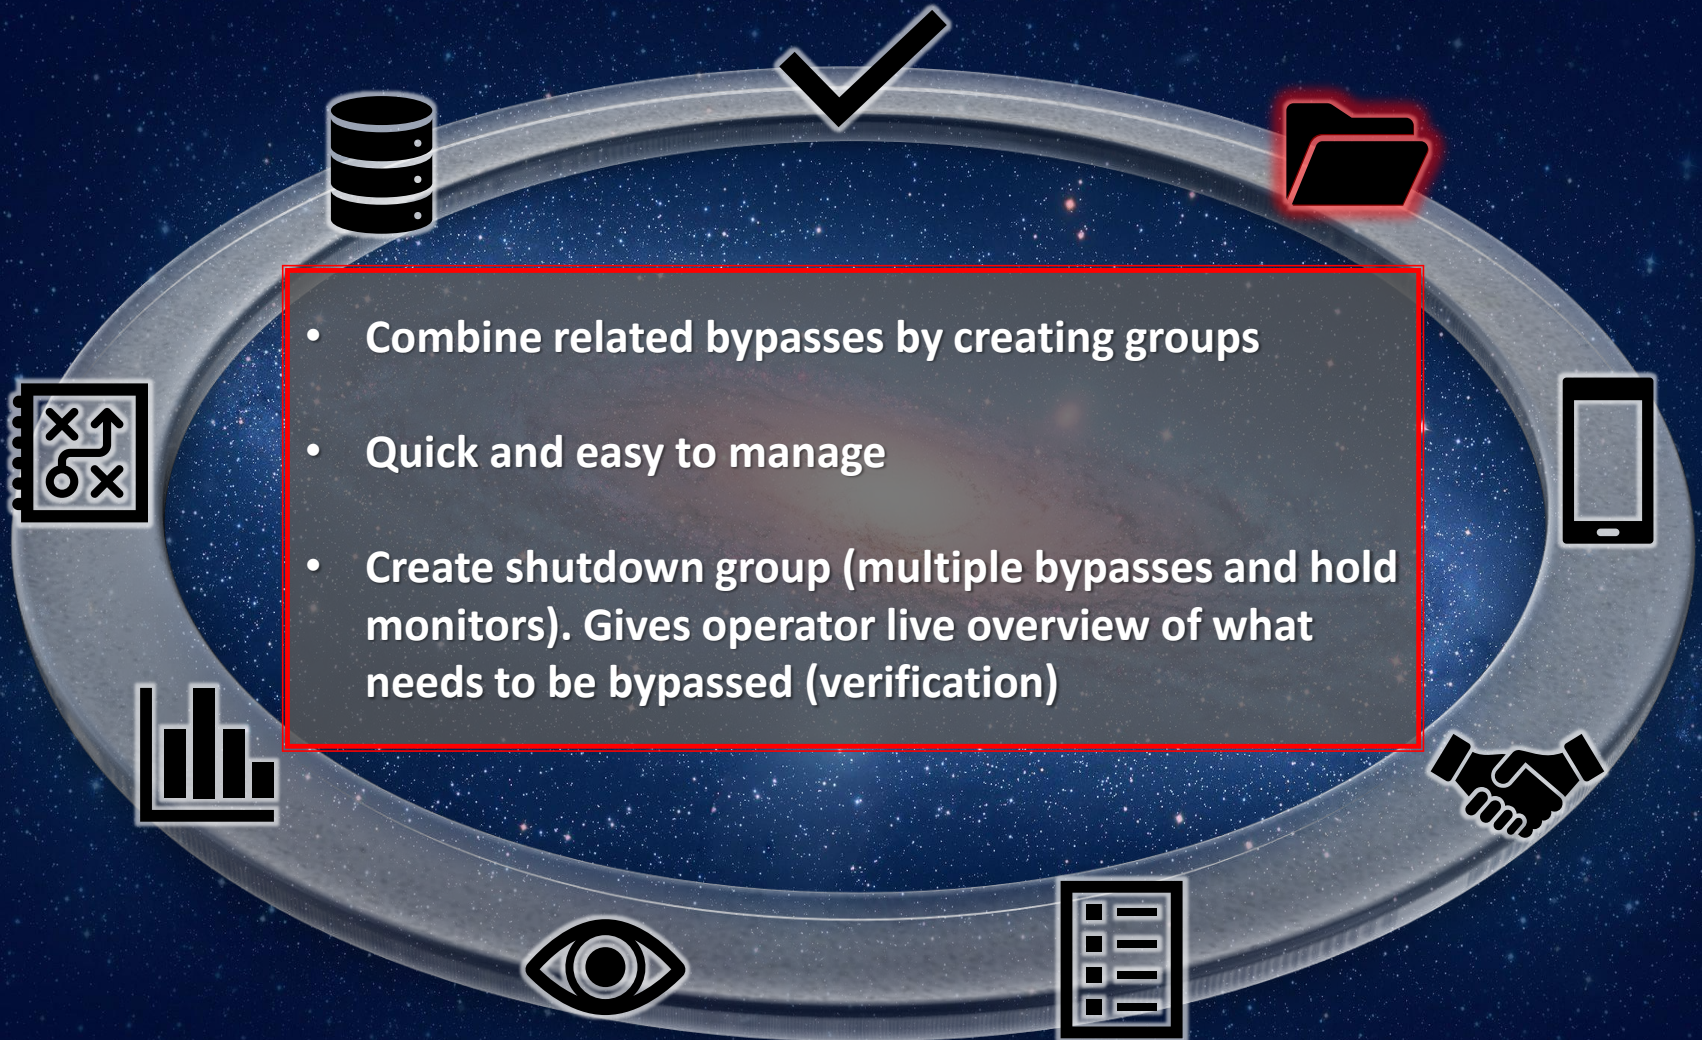 • Combine related bypasses by creating groups
• Quick and easy to manage
• Create shutdown group (multiple bypasses and hold
monitors). Gives operator live overview of what
needs to be bypassed (verification)